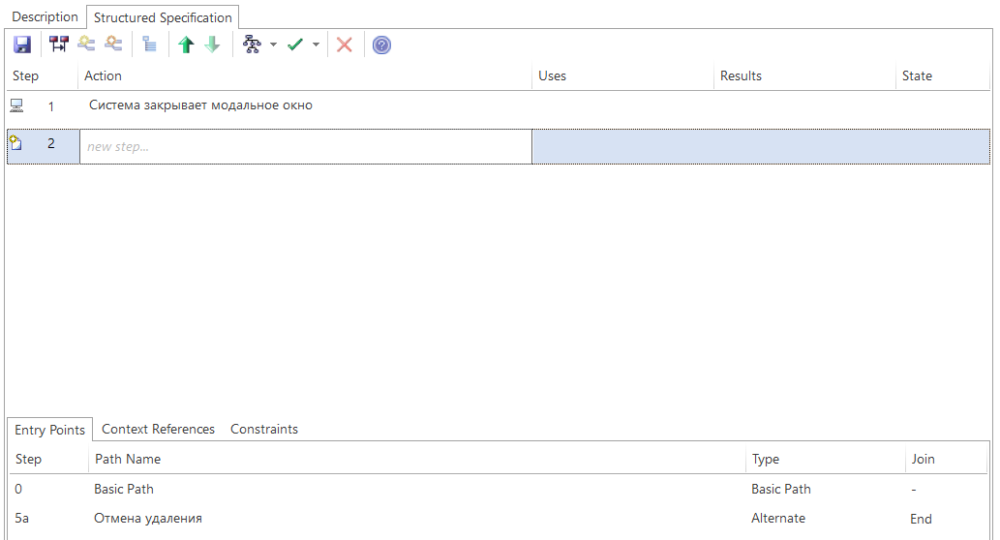 Description Structured Specification
Step Action Uses Results State
1 Система закрывает модальное окно
2 new step...
Entry Points Context References Constraints
Step Path Name Type Join
0 Basic Path Basic Path -
5a Отмена удаления Alternate End